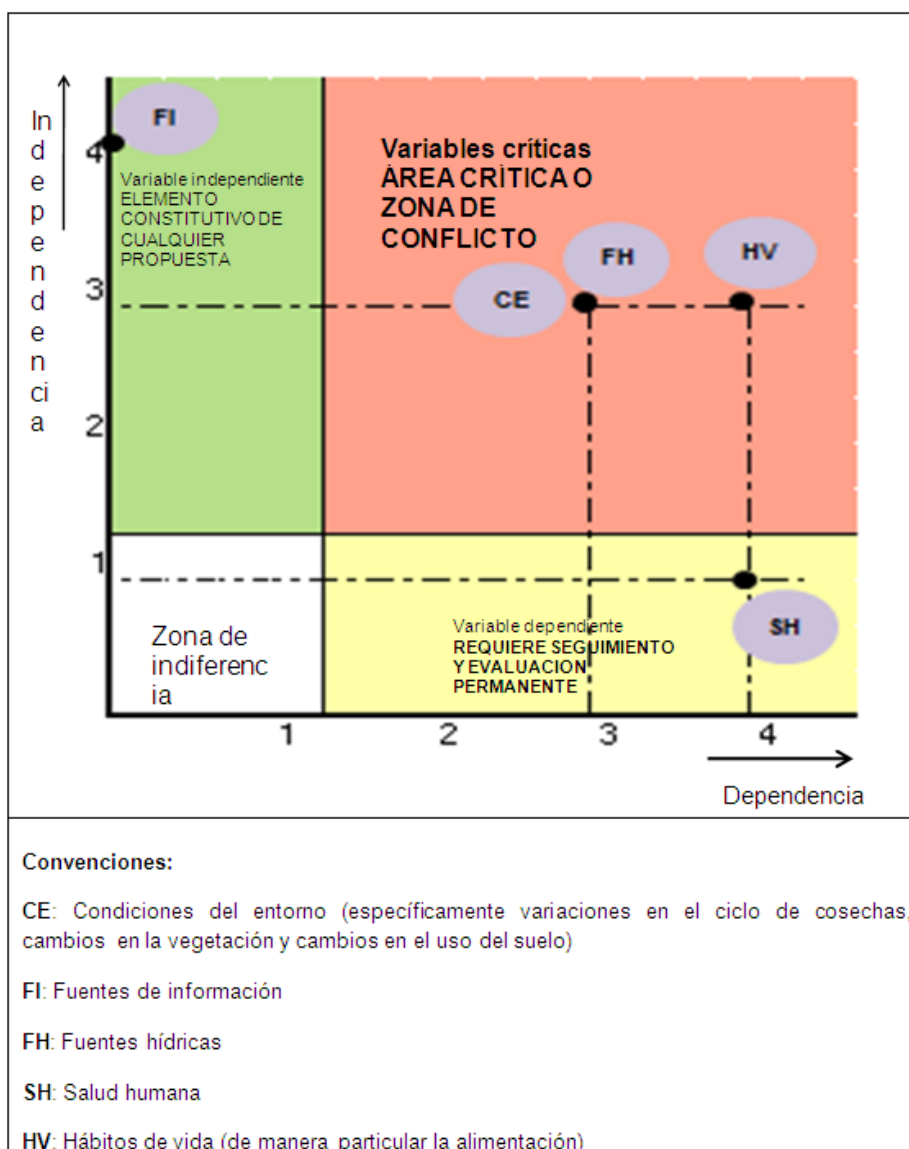 In
d
e
p
e
n
d
e
n
ci
a
4
3
2
1
FI
Variable independiente
ELEMENTO
CONSTITUTIVO DE
CUALQUIER
PROPUESTA
Variables críticas
ÁREA CRÍTICA O
ZONA DE
CONFLICTO
CE
FH
HV
Zona de
indiferenc
ia
Variable dependiente
REQUIERE SEGUIMIENTO
Y EVALUACION
PERMANENTE
SH
1 2 3 4
Dependencia
Convenciones:
CE: Condiciones del entorno (específicamente variaciones en el ciclo de cosechas,
cambios en la vegetación y cambios en el uso del suelo)
FI: Fuentes de información
FH: Fuentes hídricas
SH: Salud humana
HV: Hábitos de vida (de manera particular la alimentación)